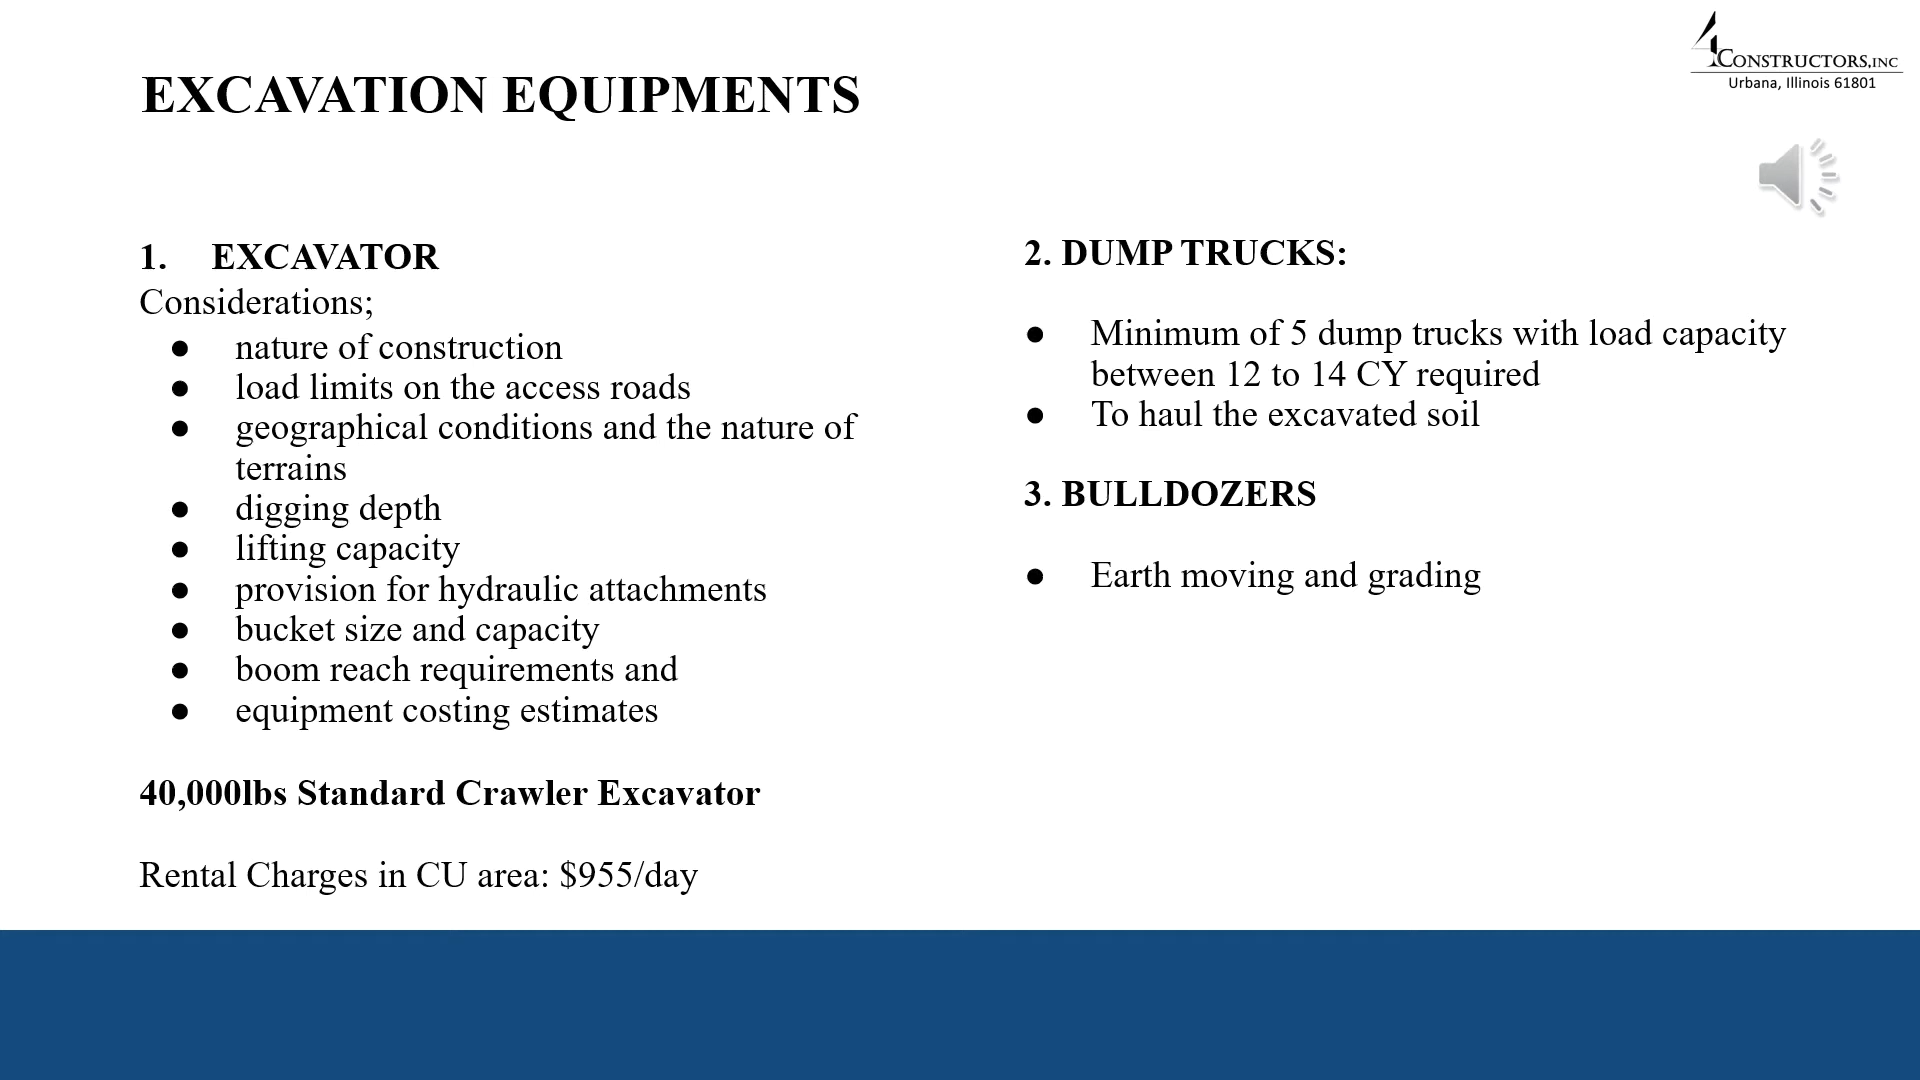 4CONSTRUCTORS,INC
Urbana, Illinois 61801
EXCAVATION EQUIPMENTS
1. EXCAVATOR
Considerations;
● nature of construction
● load limits on the access roads
● geographical conditions and the nature of
terrains
● digging depth
● lifting capacity
● provision for hydraulic attachments
● bucket size and capacity
● boom reach requirements and
● equipment costing estimates
40,000lbs Standard Crawler Excavator
Rental Charges in CU area: $955/day
2. DUMP TRUCKS:
● Minimum of 5 dump trucks with load capacity
between 12 to 14 CY required
● To haul the excavated soil
3. BULLDOZERS
● Earth moving and grading